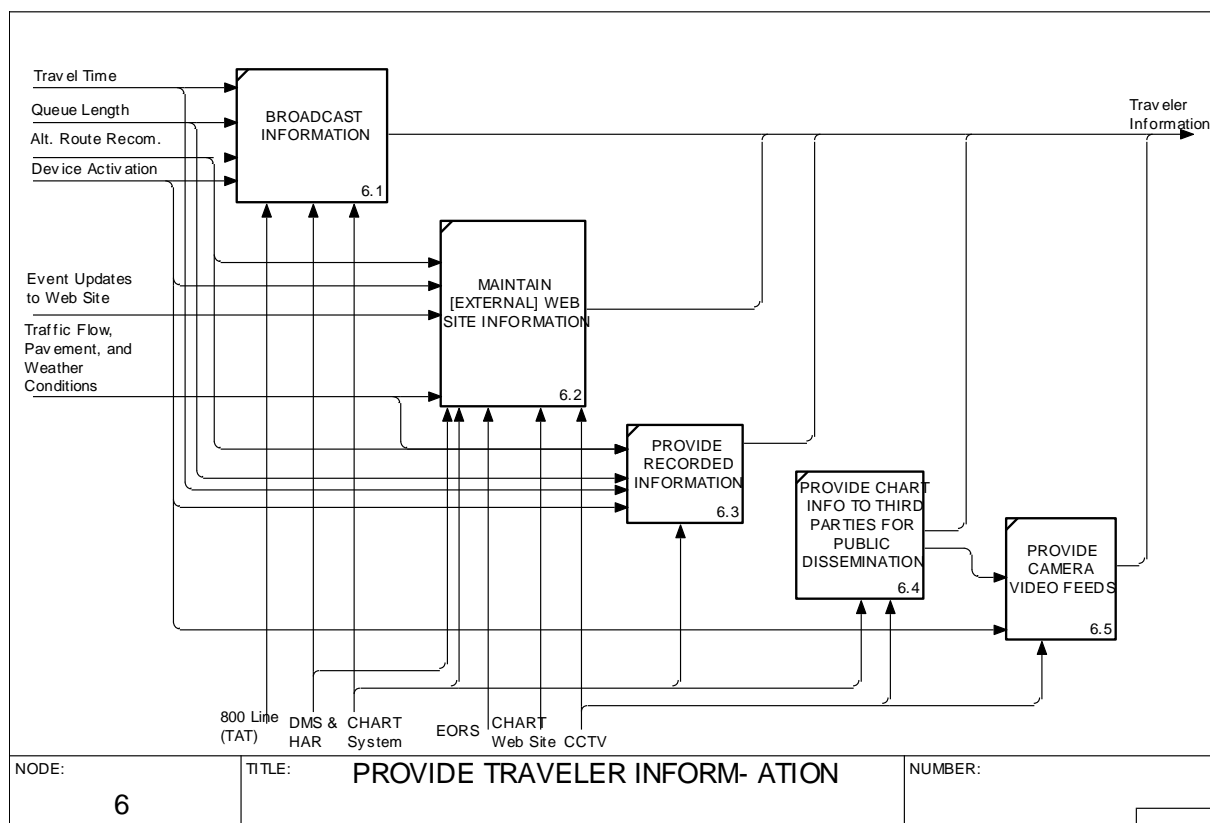 Travel Time
Queue Length
Alt. Route Recom.
Device Activation
BROADCAST
INFORMATION
6.1
Traveler
Information
Event Updates
to Web Site
Traffic Flow,
Pavement, and
Weather
Conditions
MAINTAIN
[EXTERNAL] WEB
SITE INFORMATION
6.2
PROVIDE
RECORDED
INFORMATION
6.3
PROVIDE CHART
INFO TO THIRD
PARTIES FOR
PUBLIC
DISSEMINATION
6.4
PROVIDE
CAMERA
VIDEO FEEDS
6.5
800 Line
(TAT)
DMS &
HAR
CHART
System
EORS
CHART
Web Site
CCTV
NODE:
6
TITLE:
PROVIDE TRAVELER INFORM- ATION
NUMBER: